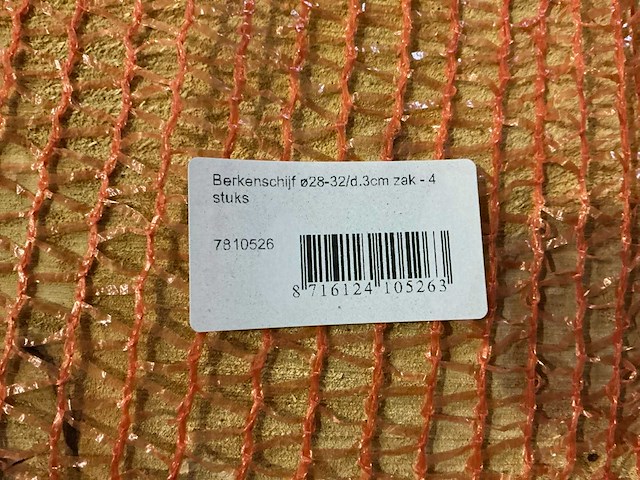 Berkenschijf ø28-32/d.3cm zak - 4
stuks
7810526
8 716124 105263